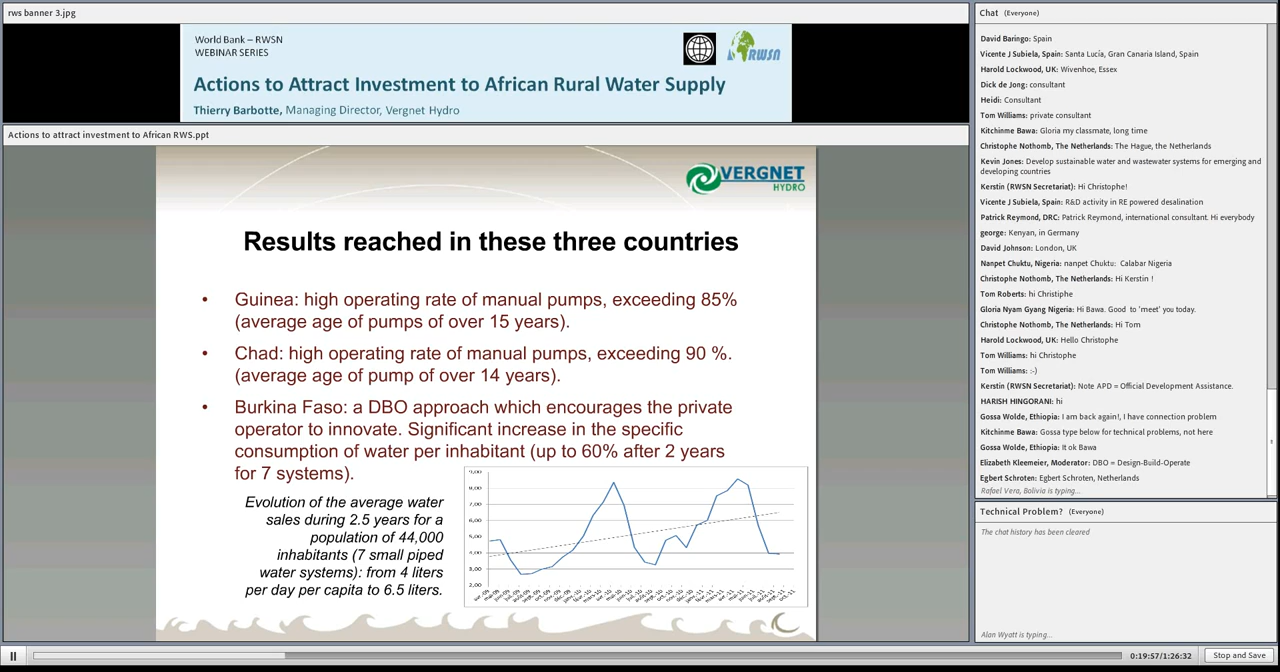 rws banner 3.jpg
World Bank – RWSN
WEBINAR SERIES
RWSN
Actions to Attract Investment to African Rural Water Supply
Thierry Barbotte, Managing Director, Vergnet Hydro
Actions to attract investment to African RWS.ppt
VERGNET
HYDRO
Results reached in these three countries
• Guinea: high operating rate of manual pumps, exceeding 85%
(average age of pumps of over 15 years).
• Chad: high operating rate of manual pumps, exceeding 90 %.
(average age of pump of over 14 years).
• Burkina Faso: a DBO approach which encourages the private
operator to innovate. Significant increase in the specific
consumption of water per inhabitant (up to 60% after 2 years
for 7 systems).
Evolution of the average water
sales during 2.5 years for a
population of 44,000
inhabitants (7 small piped
water systems): from 4 liters
per day per capita to 6.5 liters.
9,00
8,00
7,00
6,00
5,00
4,00
3,00
2,00
Chat (Everyone)
David Baringo: Spain
Vicente J Subiela, Spain: Santa Lucía, Gran Canaria Island, Spain
Harold Lockwood, UK: Wivenhoe, Essex
Dick de Jong: consultant
Heidi: Consultant
Tom Williams: private consultant
Kitchinme Bawa: Gloria my classmate, long time
Christophe Nothomb, The Netherlands: The Hague, the Netherlands
Kevin Jones: Develop sustainable water and wastewater systems for emerging and
developing countries
Kerstin (RWSN Secretariat): Hi Christophe!
Vicente J Subiela, Spain: R&D activity in RE powered desalination
Patrick Reymond, DRC: Patrick Reymond, international consultant. Hi everybody
george: Kenyan, in Germany
David Johnson: London, UK
Nanpet Chuktu, Nigeria: nanpet Chuktu: Calabar Nigeria
Christophe Nothomb, The Netherlands: Hi Kerstin !
Tom Roberts: hi Christiphe
Gloria Nyam Gyang Nigeria: Hi Bawa. Good to 'meet' you today.
Christophe Nothomb, The Netherlands: Hi Tom
Harold Lockwood, UK: Hello Christophe
Tom Williams: hi Christophe
Tom Williams: :-)
Kerstin (RWSN Secretariat): Note APD = Official Development Assistance.
HARISH HINGORANI: hi
Gossa Wolde, Ethiopia: I am back again!, I have connection problem
Kitchinme Bawa: Gossa type below for technical problems, not here
Gossa Wolde, Ethiopia: It ok Bawa
Elizabeth Kleemeier, Moderator: DBO = Design-Build-Operate
Egbert Schroten: Egbert Schroten, Netherlands
Rafael Vera, Bolivia is typing...
Technical Problem? (Everyone)
The chat history has been cleared
Alan Wyatt is typing...
0:19:57/1:26:32
Stop and Save